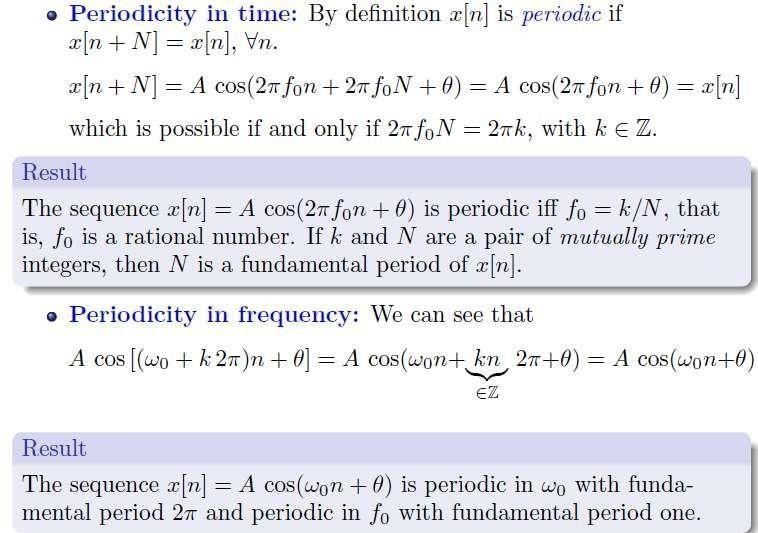 • Periodicity in time: By definition x[n] is periodic if
x[n + N] = x[n], ∀n.
x[n + N] = A cos(2πf₀n + 2πf₀N + θ) = A cos(2πf₀n + θ) = x[n]
which is possible if and only if 2πf₀N = 2πk, with k ∈ ℤ.
Result
The sequence x[n] = A cos(2πf₀n + θ) is periodic iff f₀ = k/N, that
is, f₀ is a rational number. If k and N are a pair of mutually prime
integers, then N is a fundamental period of x[n].
• Periodicity in frequency: We can see that
A cos [(ω₀ + k 2π)n + θ] = A cos(ω₀n+ kn 2π+θ) = A cos(ω₀n+θ)
∈ℤ
Result
The sequence x[n] = A cos(ω₀n + θ) is periodic in ω₀ with funda-
mental period 2π and periodic in f₀ with fundamental period one.